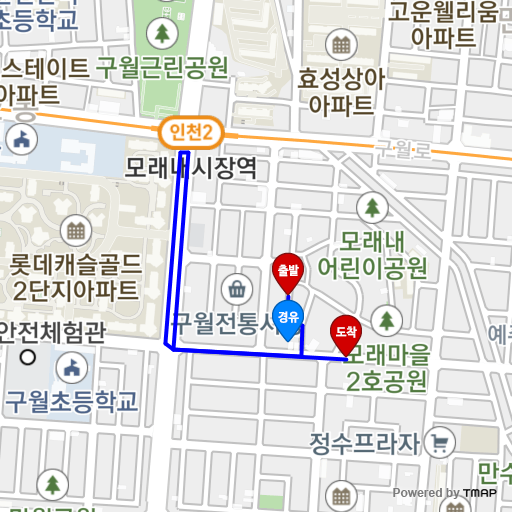 초등학교
구월근린공원
고운웰리움
아파트
스테이트
아파트
효성상아
아파트
인천2
모래내시장역
구월로
롯데캐슬골드
2단지아파트
모래내
어린이공원
출발
구월전통시
경유
도착
안전체험관
예
모래마을
2호공원
구월초등학교
정수프라자
만수
Powered by TMAP